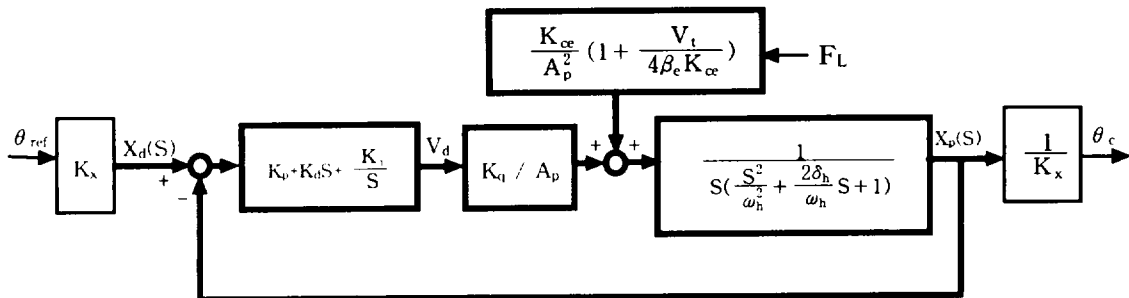 K_ce / A_p^2 (1 + V_t / 4β_e K_ce)
F_L
θ_ref
K_x
X_d(S)
+
−
K_p+K_dS+ K_1 / S
V_d
K_q / A_p
+
+
1 / S(S^2 / ω_h^2 + 2δ_h / ω_h S + 1)
X_p(S)
1 / K_x
θ_c